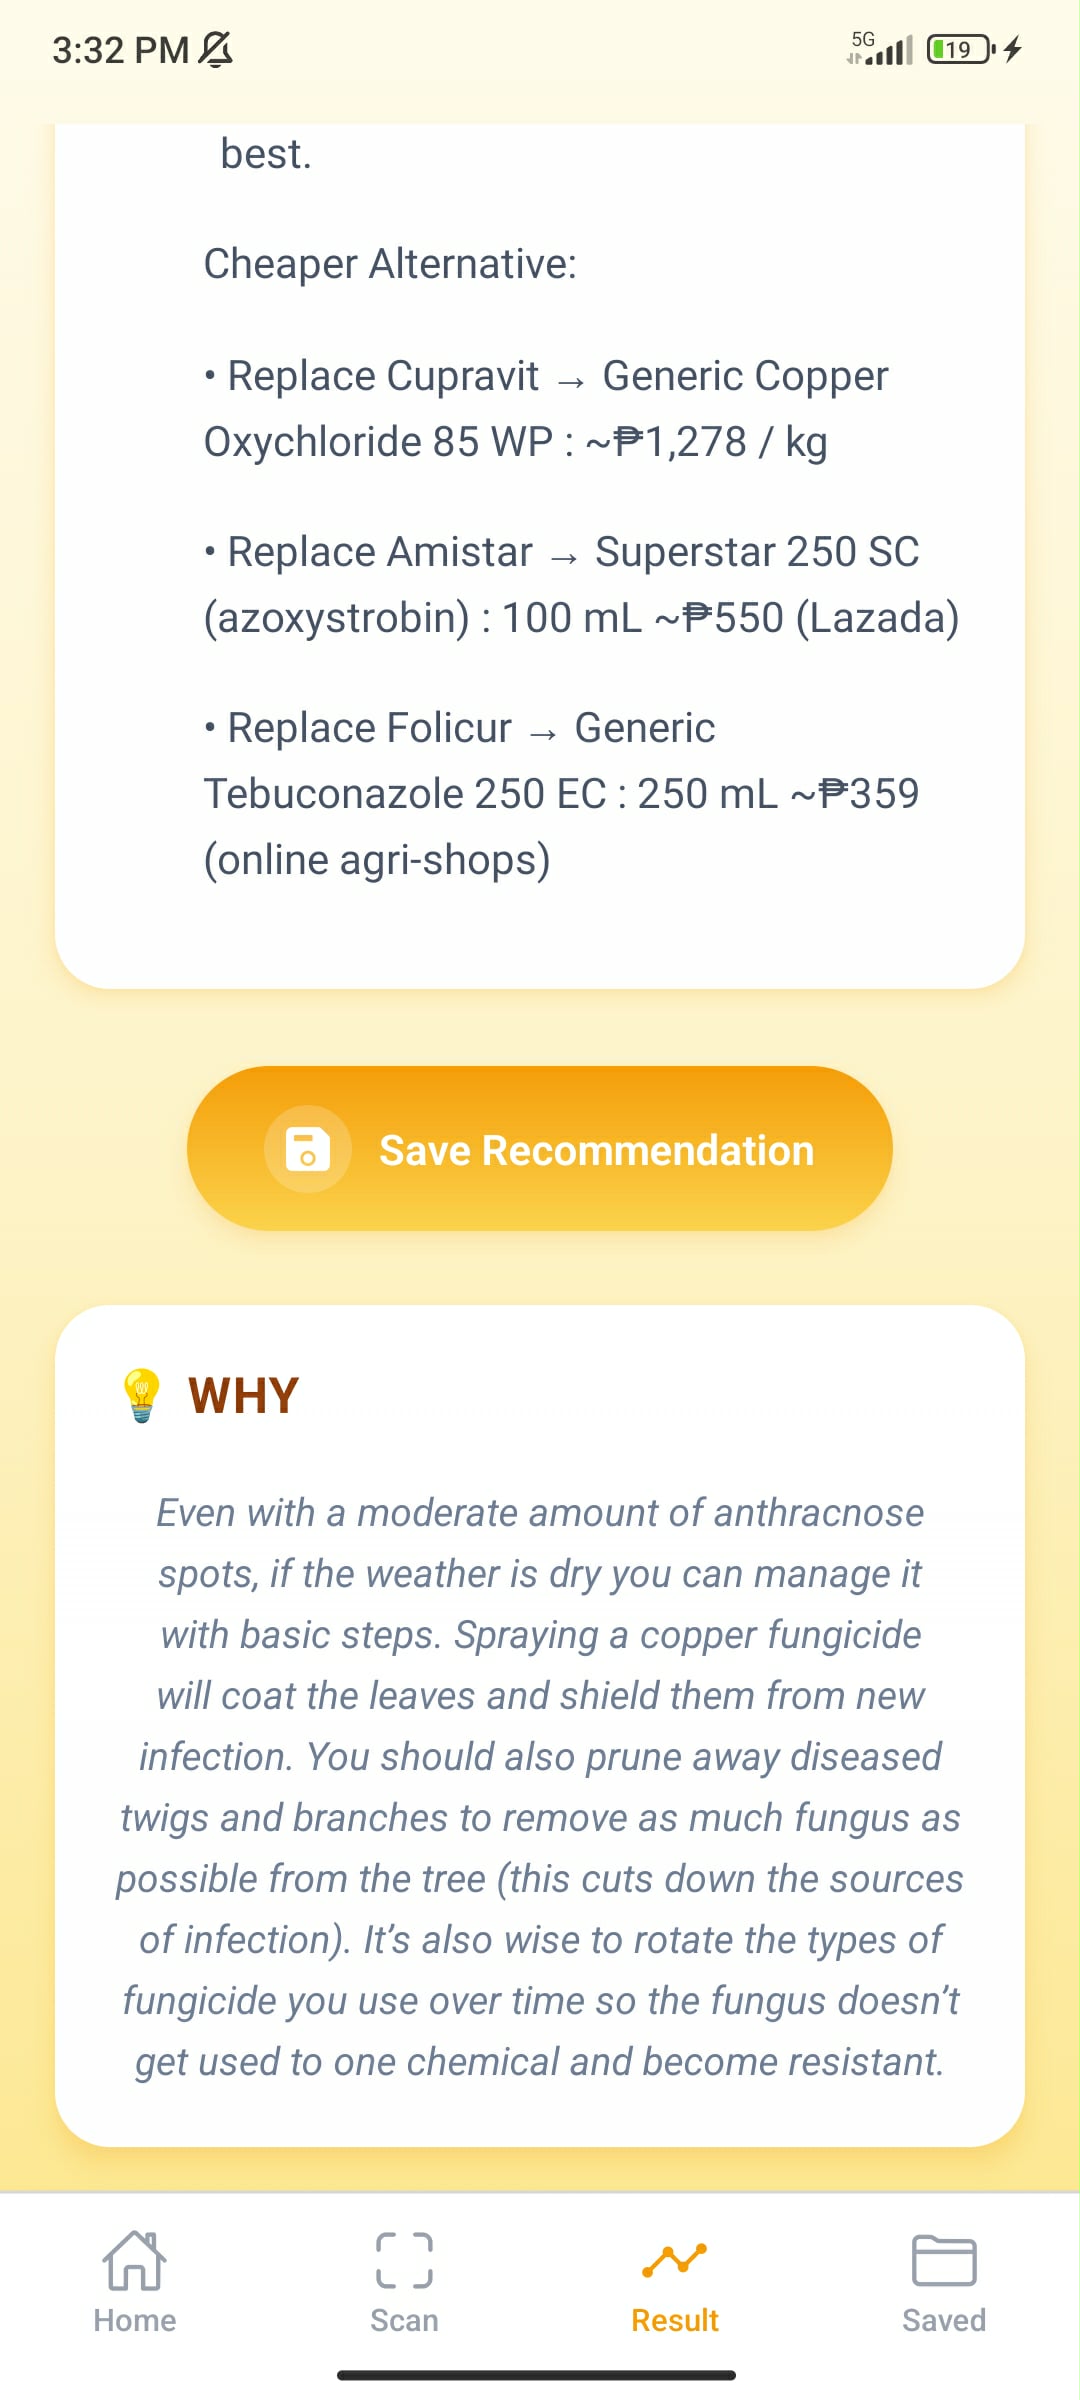 3:32 PM
5G
19
best.
Cheaper Alternative:
• Replace Cupravit → Generic Copper
Oxychloride 85 WP : ~₱1,278 / kg
• Replace Amistar → Superstar 250 SC
(azoxystrobin) : 100 mL ~₱550 (Lazada)
• Replace Folicur → Generic
Tebuconazole 250 EC : 250 mL ~₱359
(online agri-shops)
Save Recommendation
💡 WHY
Even with a moderate amount of anthracnose
spots, if the weather is dry you can manage it
with basic steps. Spraying a copper fungicide
will coat the leaves and shield them from new
infection. You should also prune away diseased
twigs and branches to remove as much fungus as
possible from the tree (this cuts down the sources
of infection). It’s also wise to rotate the types of
fungicide you use over time so the fungus doesn’t
get used to one chemical and become resistant.
Home
Scan
Result
Saved